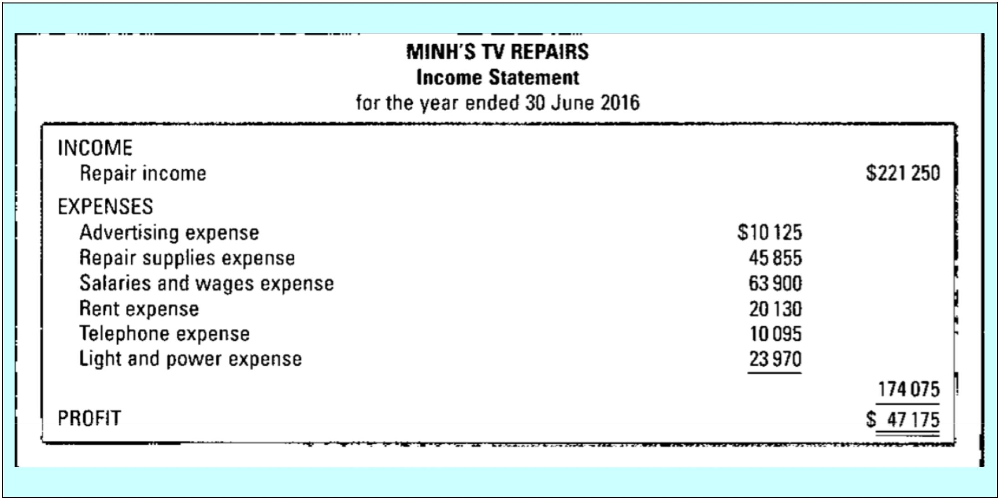 MINH'S TV REPAIRS
Income Statement
for the year ended 30 June 2016
INCOME
Repair income $221 250
EXPENSES
Advertising expense $10 125
Repair supplies expense 45 855
Salaries and wages expense 63 900
Rent expense 20 130
Telephone expense 10 095
Light and power expense 23 970
174 075
PROFIT $ 47 175